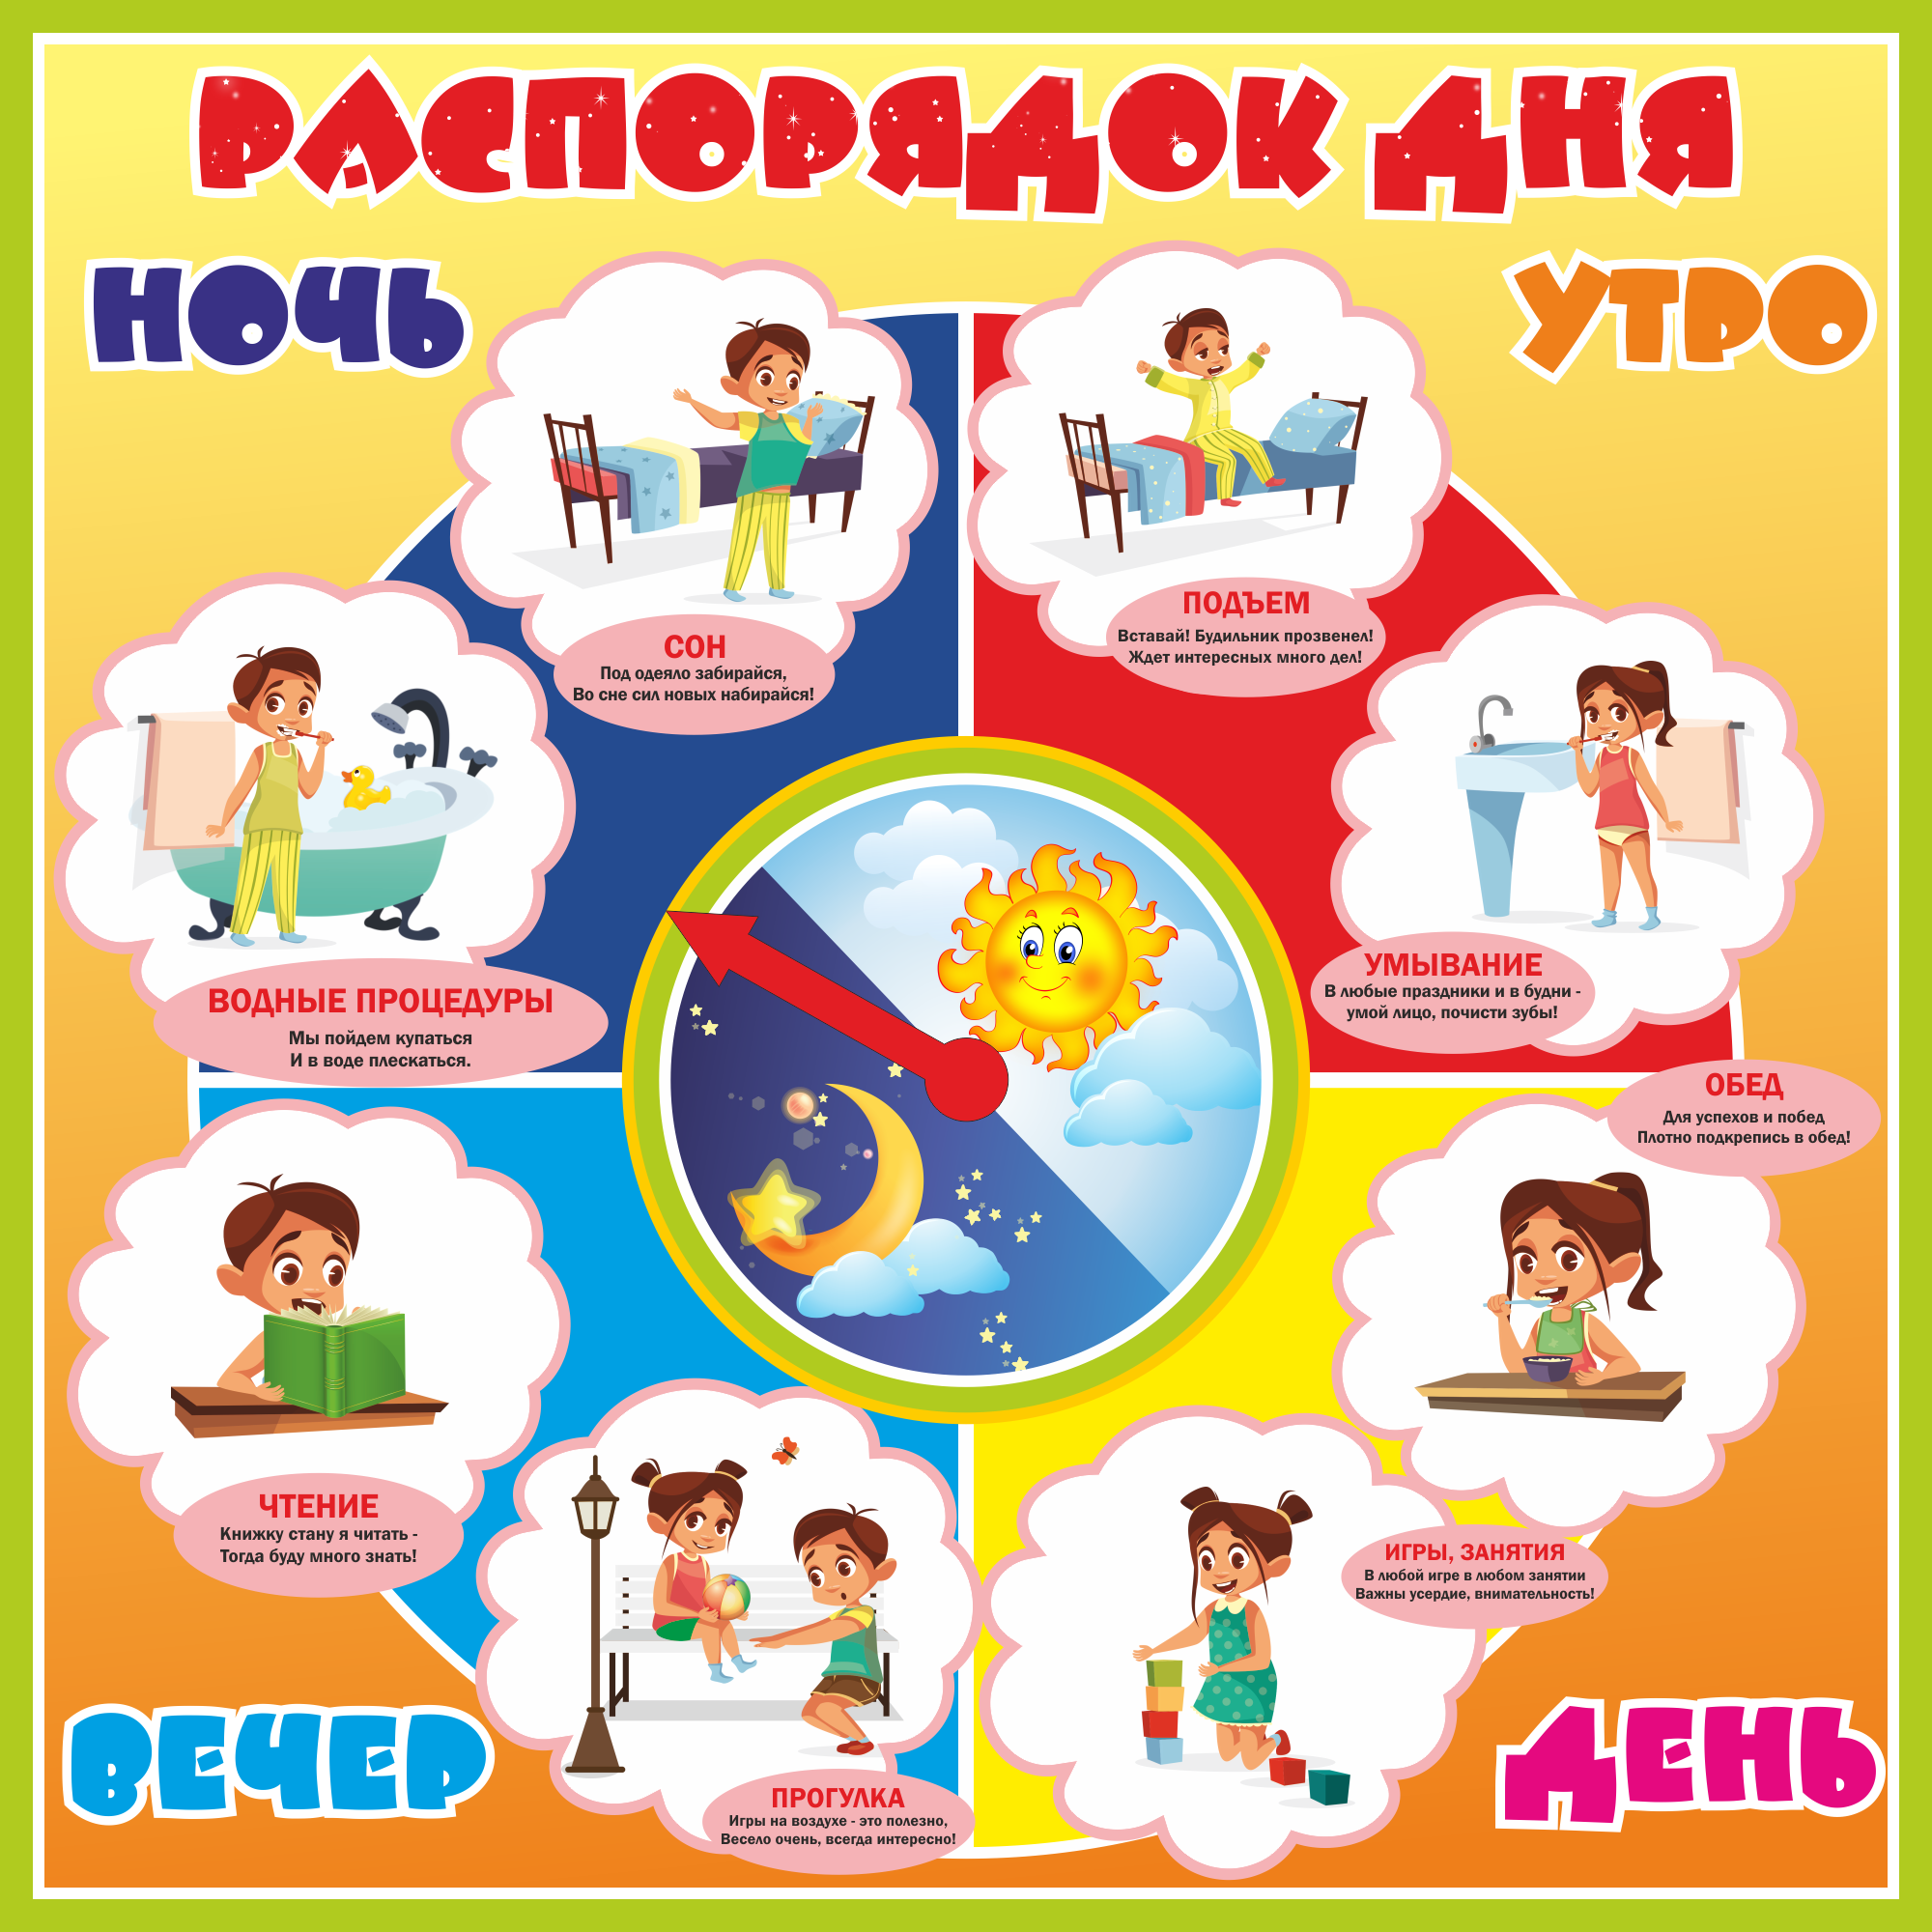 РАСПОРЯДОК ДНЯ
НОЧЬ
УТРО
СОН
Под одеяло забирайся,
Во сне сил новых набирайся!
ПОДЪЕМ
Вставай! Будильник прозвенел!
Ждет интересных много дел!
ВОДНЫЕ ПРОЦЕДУРЫ
Мы пойдем купаться
И в воде плескаться.
УМЫВАНИЕ
В любые праздники и в будни -
умой лицо, почисти зубы!
ОБЕД
Для успехов и побед
Плотно подкрепись в обед!
ЧТЕНИЕ
Книжку стану я читать -
Тогда буду много знать!
ИГРЫ, ЗАНЯТИЯ
В любой игре в любом занятии
Важны усердие, внимательность!
ПРОГУЛКА
Игры на воздухе - это полезно,
Весело очень, всегда интересно!
ВЕЧЕР
ДЕНЬ